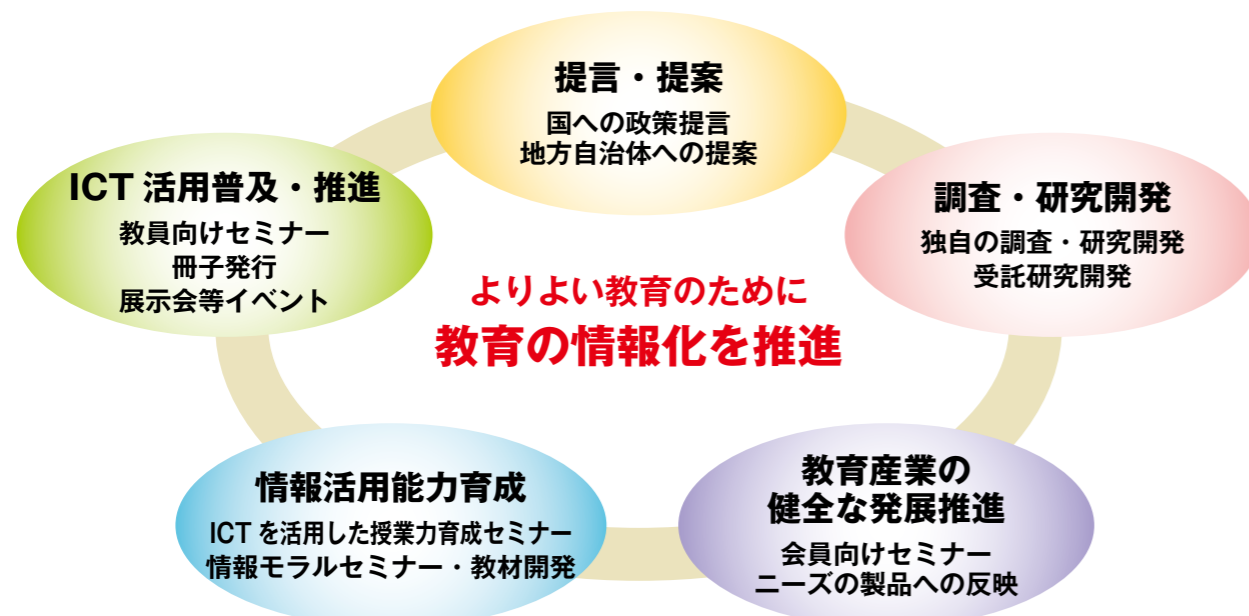 提言・提案
国への政策提言
地方自治体への提案
ICT 活用普及・推進
教員向けセミナー
冊子発行
展示会等イベント
調査・研究開発
独自の調査・研究開発
受託研究開発
よりよい教育のために
教育の情報化を推進
情報活用能力育成
ICT を活用した授業力育成セミナー
情報モラルセミナー・教材開発
教育産業の
健全な発展推進
会員向けセミナー
ニーズの製品への反映